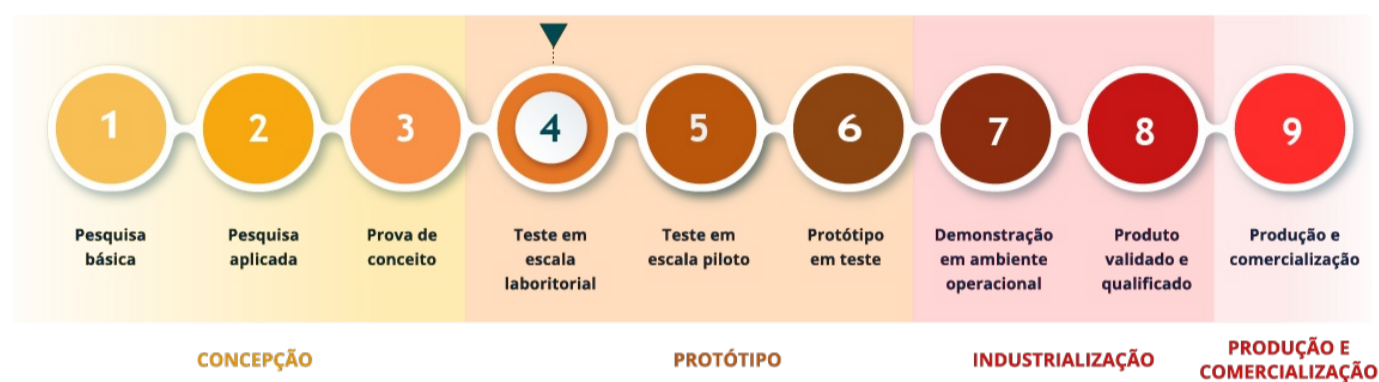 1
2
3
4
5
6
7
8
9
Pesquisa
básica
Pesquisa
aplicada
Prova de
conceito
Teste em
escala
laboritorial
Teste em
escala piloto
Protótipo
em teste
Demonstração
em ambiente
operacional
Produto
validado e
qualificado
Produção e
comercialização
CONCEPÇÃO
PROTÓTIPO
INDUSTRIALIZAÇÃO
PRODUÇÃO E
COMERCIALIZAÇÃO